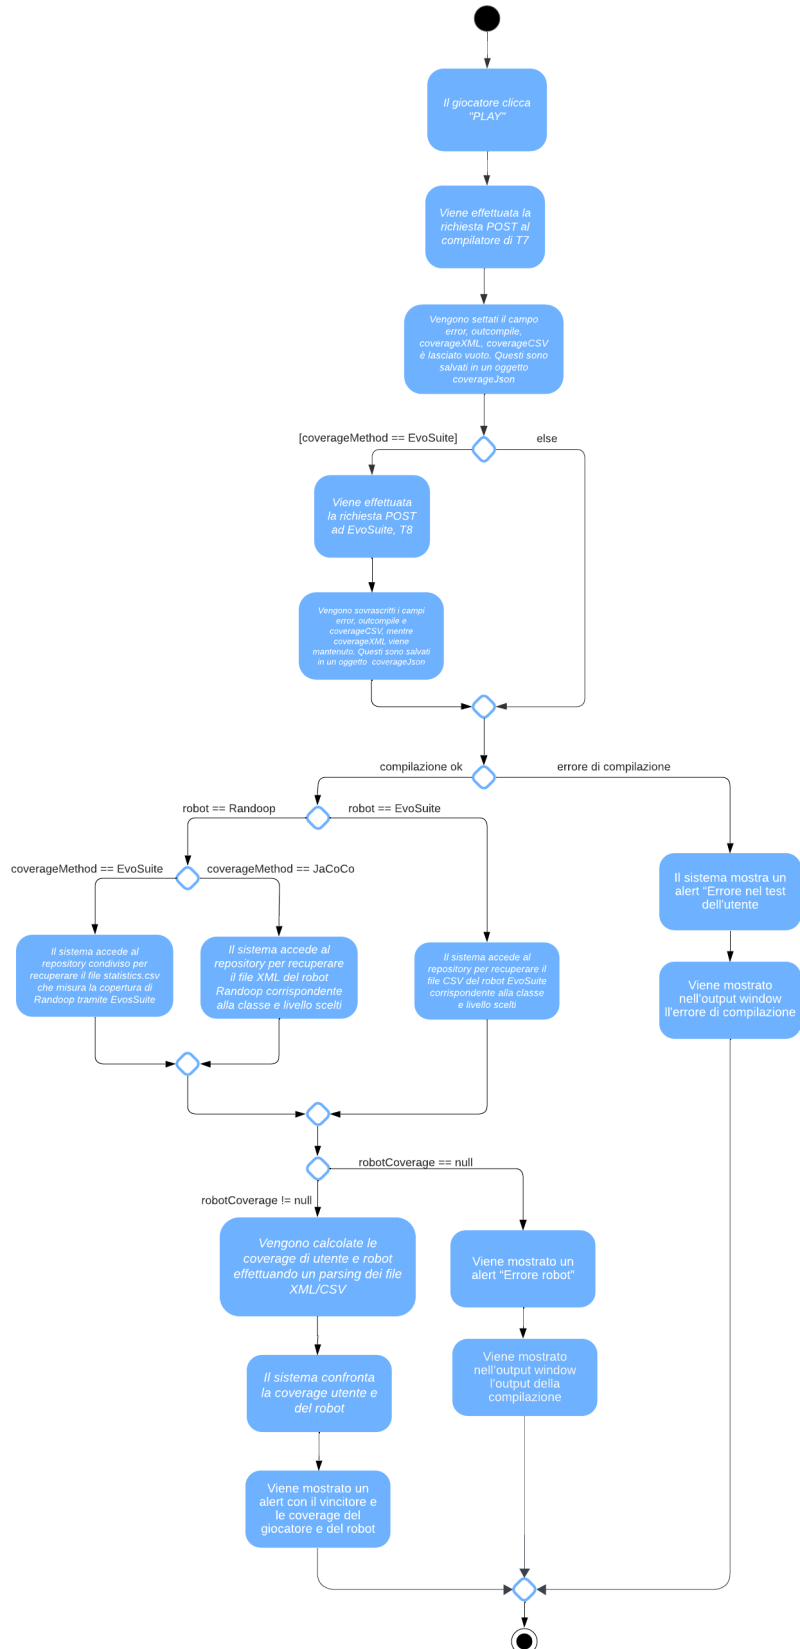 Il giocatore clicca
"PLAY"
Viene effettuata la
richiesta POST al
compilatore di T7
Vengono settati il campo
error, outcompile,
coverageXML, coverageCSV
è lasciato vuoto. Questi sono
salvati in un oggetto
coverageJson
[coverageMethod == EvoSuite]
else
Viene effettuata
la richiesta POST
ad EvoSuite, T8
Vengono sovrascritti i campi
error, outcompile e
coverageCSV, mentre
coverageXML viene
mantenuto. Questi sono salvati
in un oggetto coverageJson
compilazione ok
errore di compilazione
robot == Randoop
robot == EvoSuite
coverageMethod == EvoSuite
coverageMethod == JaCoCo
Il sistema mostra un
alert “Errore nel test
dell'utente
Il sistema accede al
repository condiviso per
recuperare il file statistics.csv
che misura la copertura di
Randoop tramite EvosSuite
Il sistema accede al
repository per recuperare
il file XML del robot
Randoop corrispondente
alla classe e livello scelti
Il sistema accede al
repository per recuperare il
file CSV del robot EvoSuite
corrispondente alla classe
e livello scelti
Viene mostrato
nell'output window
ll'errore di compilazione
robotCoverage == null
robotCoverage != null
Vengono calcolate le
coverage di utente e robot
effettuando un parsing dei file
XML/CSV
Viene mostrato un
alert “Errore robot”
Il sistema confronta
la coverage utente e
del robot
Viene mostrato
nell'output window
l'output della
compilazione
Viene mostrato un
alert con il vincitore e
le coverage del
giocatore e del robot